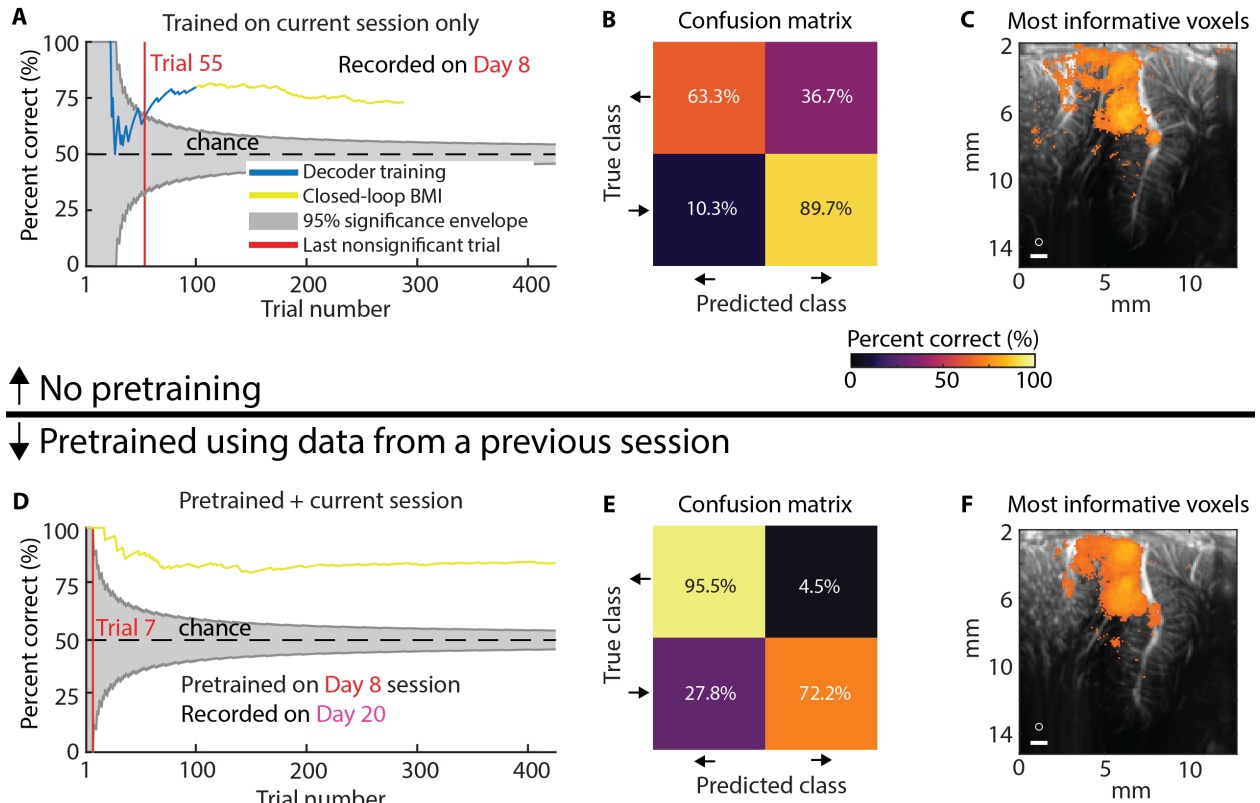 A
Trained on current session only
100
75
50
25
0
Percent correct (%)
Trial 55
Recorded on Day 8
chance
Decoder training
Closed-loop BMI
95% significance envelope
Last nonsignificant trial
1
100
200
300
400
Trial number
B
Confusion matrix
True class
63.3%
36.7%
10.3%
89.7%
Predicted class
C
Most informative voxels
2
6
10
14
mm
0
5
10
mm
Percent correct (%)
0
50
100
No pretraining
Pretrained using data from a previous session
D
Pretrained + current session
100
75
50
25
0
Percent correct (%)
Trial 7
chance
Pretrained on Day 8 session
Recorded on Day 20
1
100
200
300
400
Trial number
E
Confusion matrix
True class
95.5%
4.5%
27.8%
72.2%
Predicted class
F
Most informative voxels
2
6
10
14
mm
0
5
10
mm